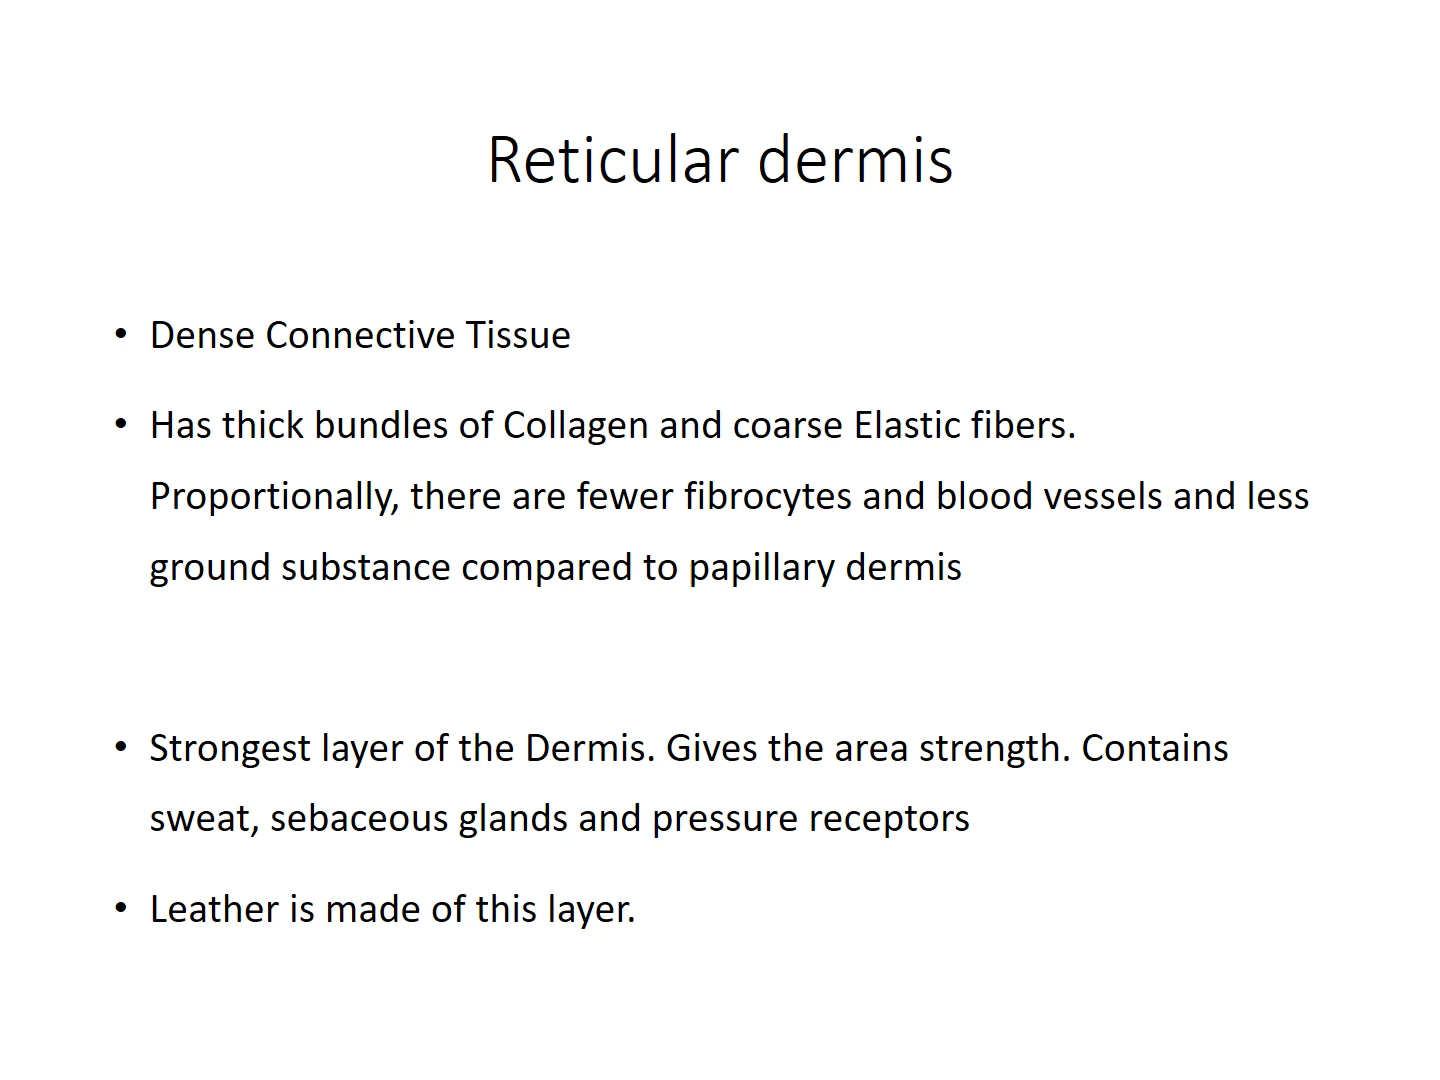 Reticular dermis
• Dense Connective Tissue
• Has thick bundles of Collagen and coarse Elastic fibers.
Proportionally, there are fewer fibrocytes and blood vessels and less
ground substance compared to papillary dermis
• Strongest layer of the Dermis. Gives the area strength. Contains
sweat, sebaceous glands and pressure receptors
• Leather is made of this layer.